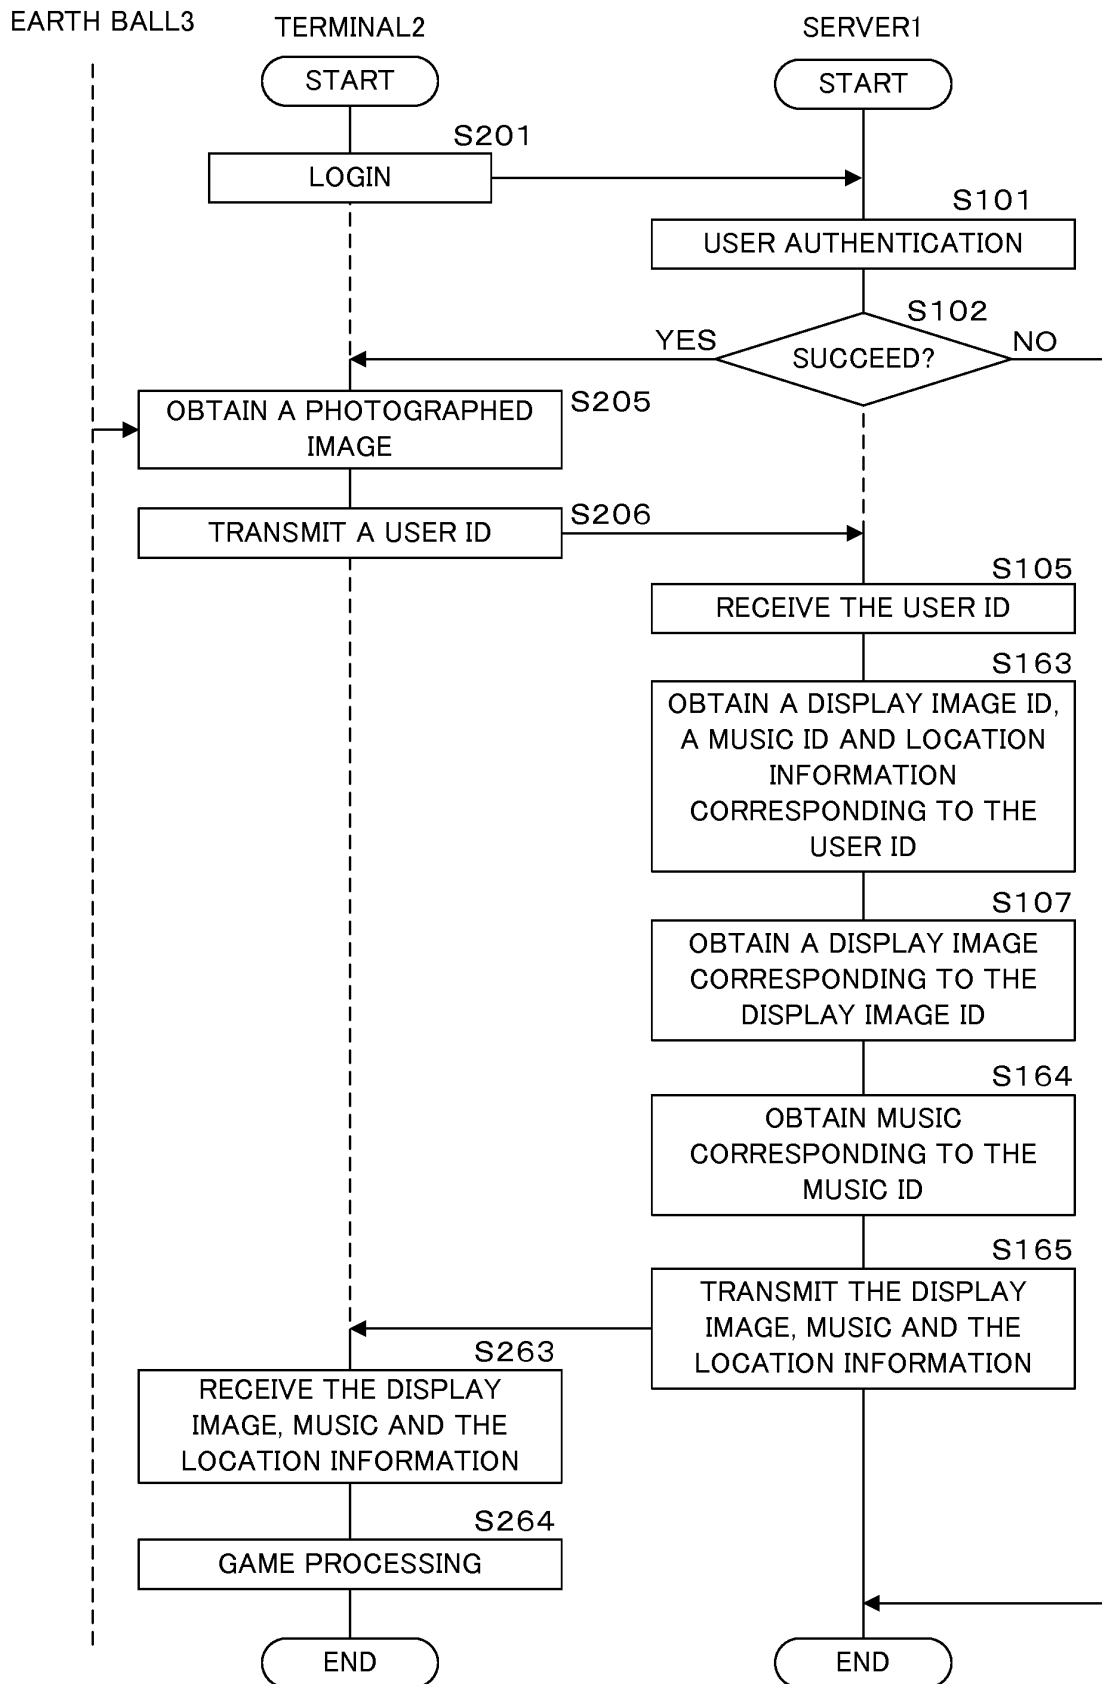 EARTH BALL3
TERMINAL2
SERVER1
START
START
S201
LOGIN
S101
USER AUTHENTICATION
S102
YES
SUCCEED?
NO
OBTAIN A PHOTOGRAPHED
IMAGE
S205
TRANSMIT A USER ID
S206
S105
RECEIVE THE USER ID
S163
OBTAIN A DISPLAY IMAGE ID,
A MUSIC ID AND LOCATION
INFORMATION
CORRESPONDING TO THE
USER ID
S107
OBTAIN A DISPLAY IMAGE
CORRESPONDING TO THE
DISPLAY IMAGE ID
S164
OBTAIN MUSIC
CORRESPONDING TO THE
MUSIC ID
S165
TRANSMIT THE DISPLAY
IMAGE, MUSIC AND THE
LOCATION INFORMATION
S263
RECEIVE THE DISPLAY
IMAGE, MUSIC AND THE
LOCATION INFORMATION
S264
GAME PROCESSING
END
END